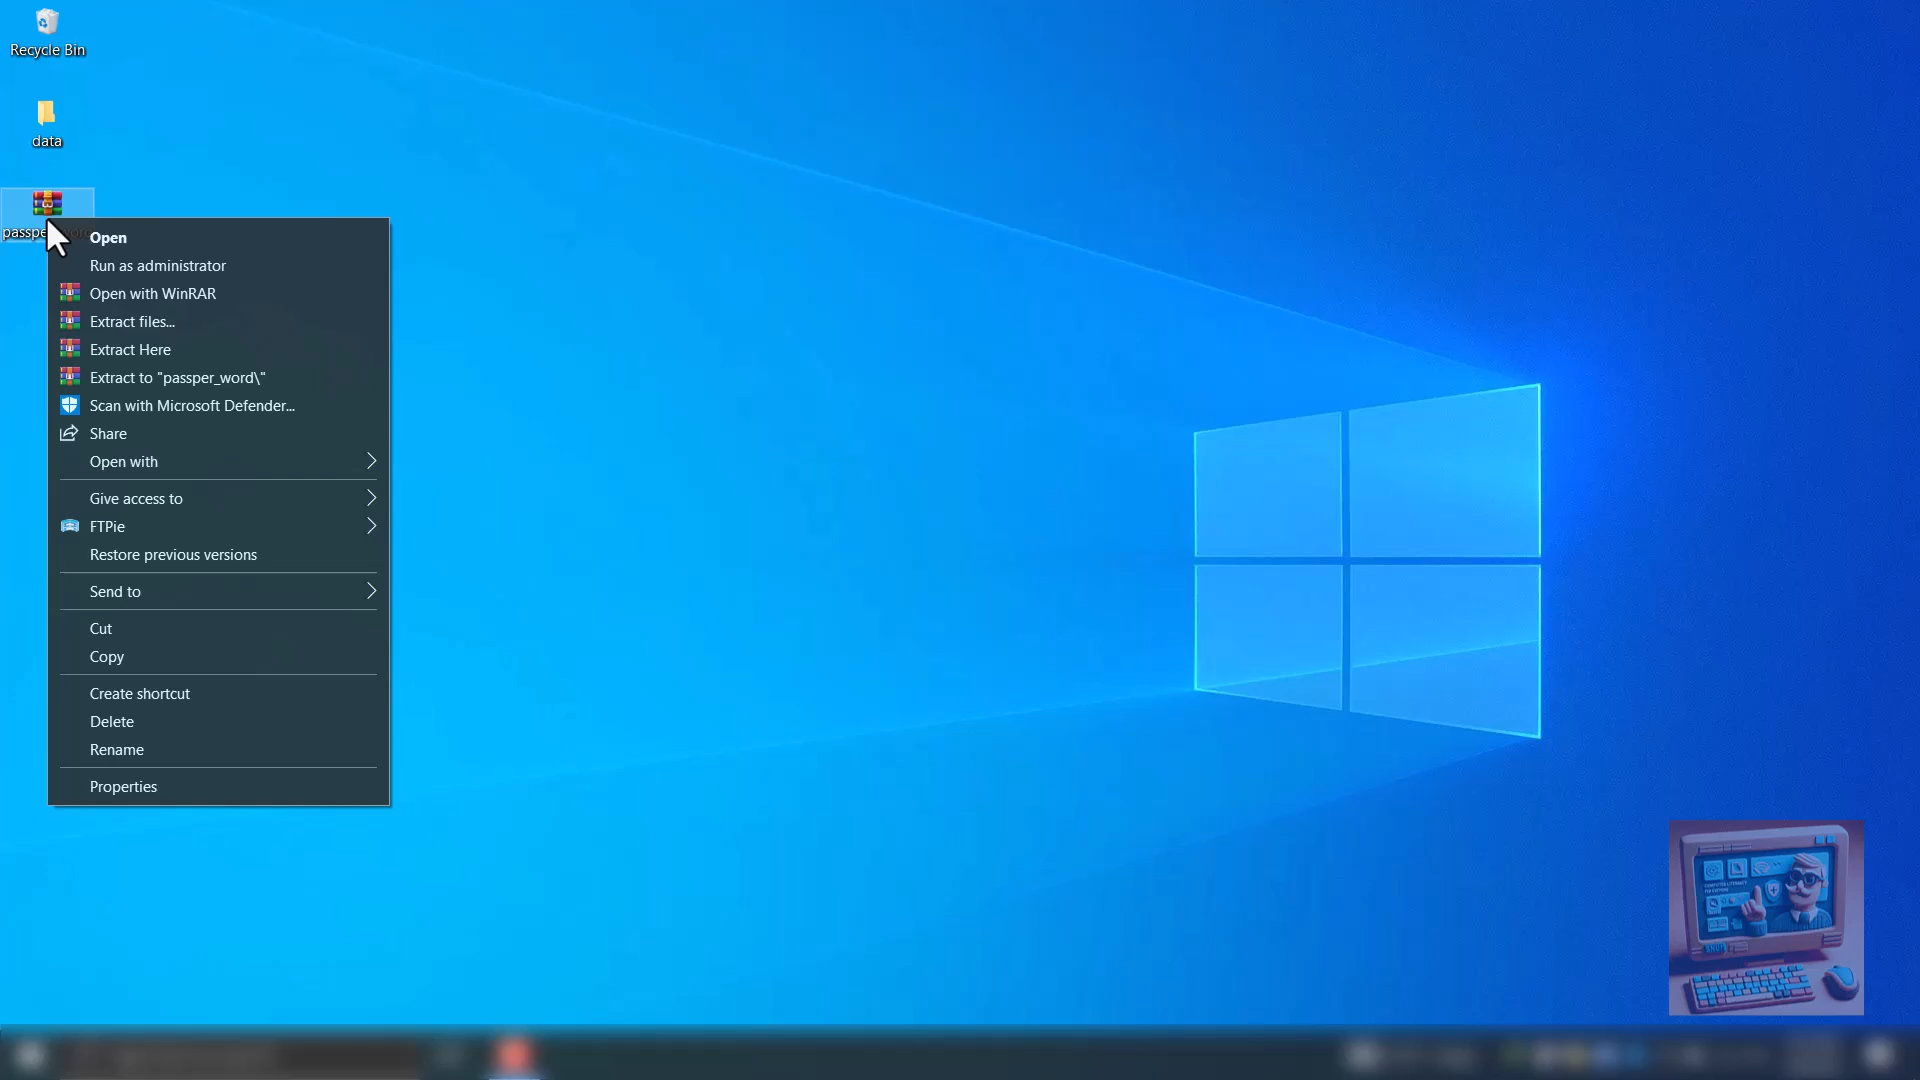 Recycle Bin
data
passpe
Open
Run as administrator
Open with WinRAR
Extract files...
Extract Here
Extract to "passper_word\"
Scan with Microsoft Defender...
Share
Open with
Give access to
FTPie
Restore previous versions
Send to
Cut
Copy
Create shortcut
Delete
Rename
Properties